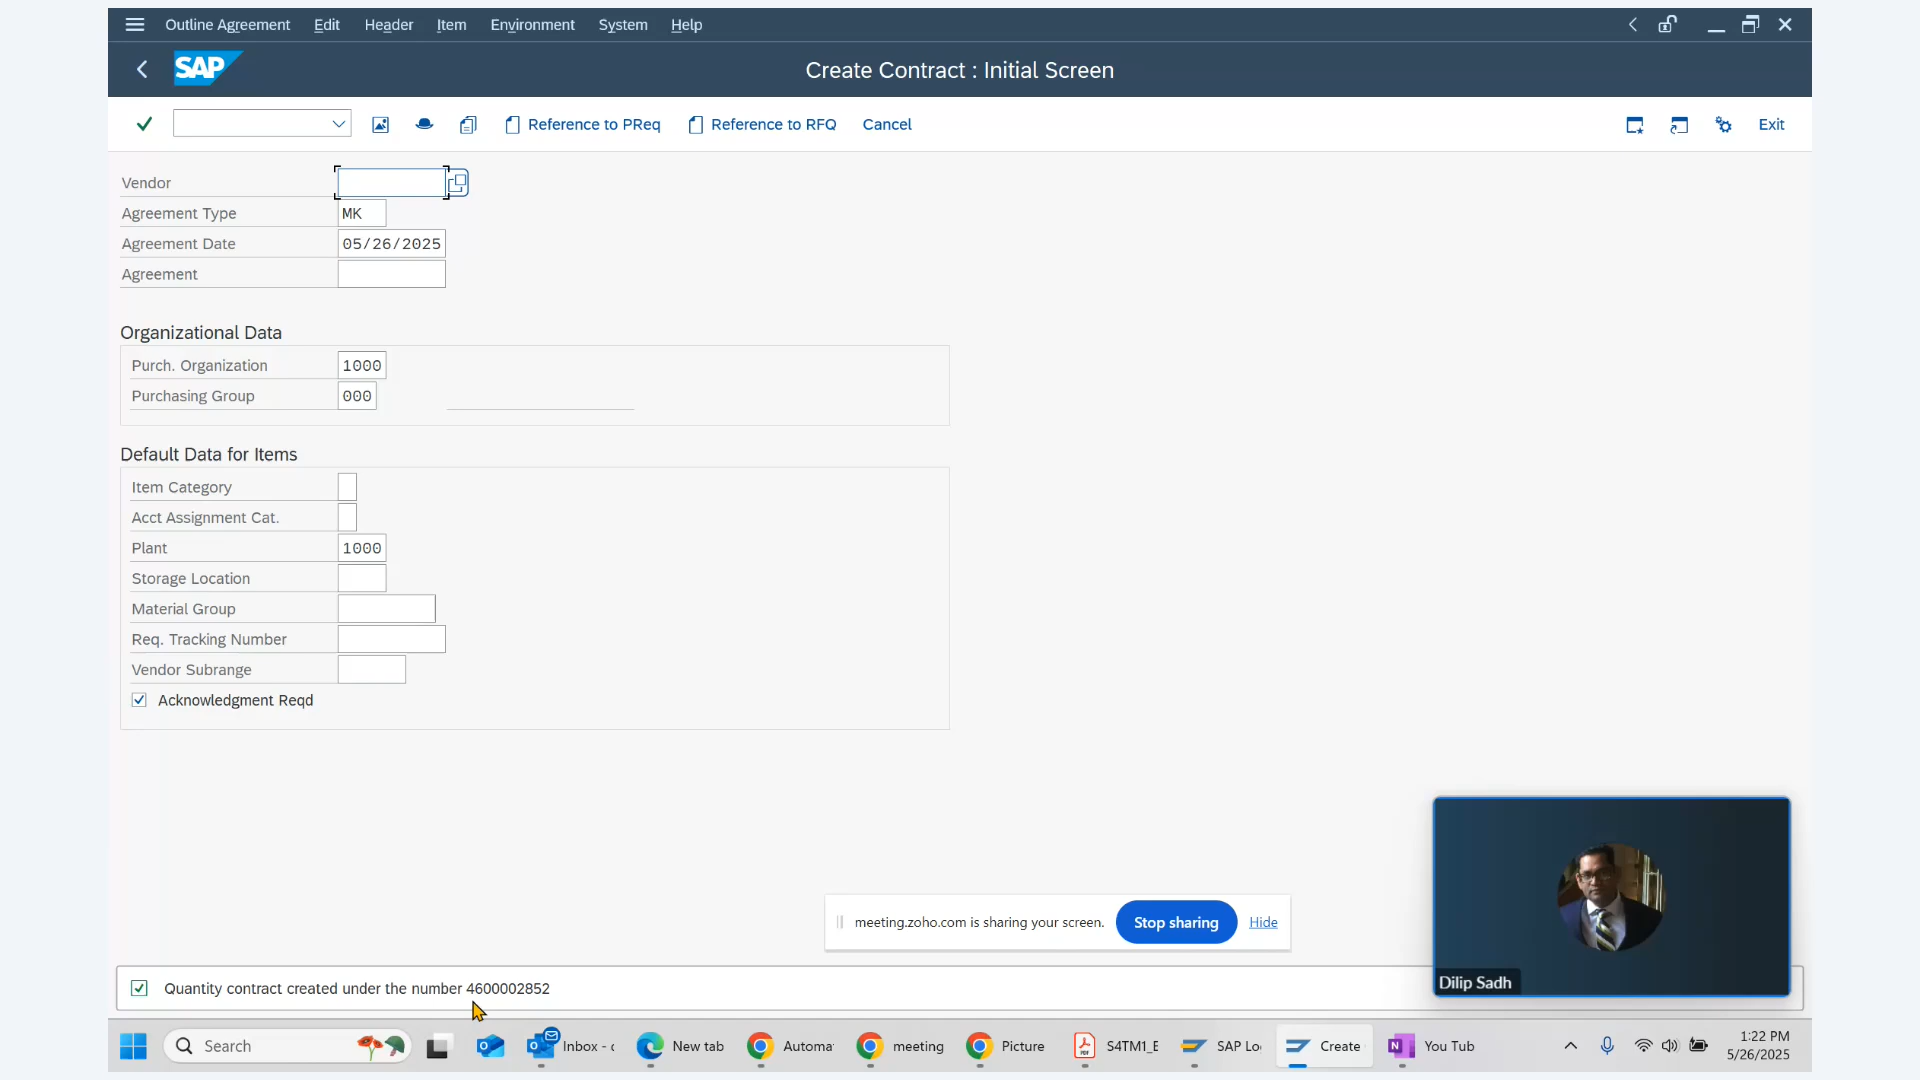 Outline Agreement Edit Header Item Environment System Help
SAP Create Contract : Initial Screen
Reference to PReq Reference to RFQ Cancel Exit
Vendor
Agreement Type MK
Agreement Date 05/26/2025
Agreement
Organizational Data
Purch. Organization 1000
Purchasing Group 000
Default Data for Items
Item Category
Acct Assignment Cat.
Plant 1000
Storage Location
Material Group
Req. Tracking Number
Vendor Subrange
Acknowledgment Reqd
meeting.zoho.com is sharing your screen. Stop sharing Hide
Dilip Sadh
Quantity contract created under the number 4600002852
Search Inbox - New tab Automa meeting Picture S4TM1_E SAP Lo Create You Tub 1:22 PM
5/26/2025